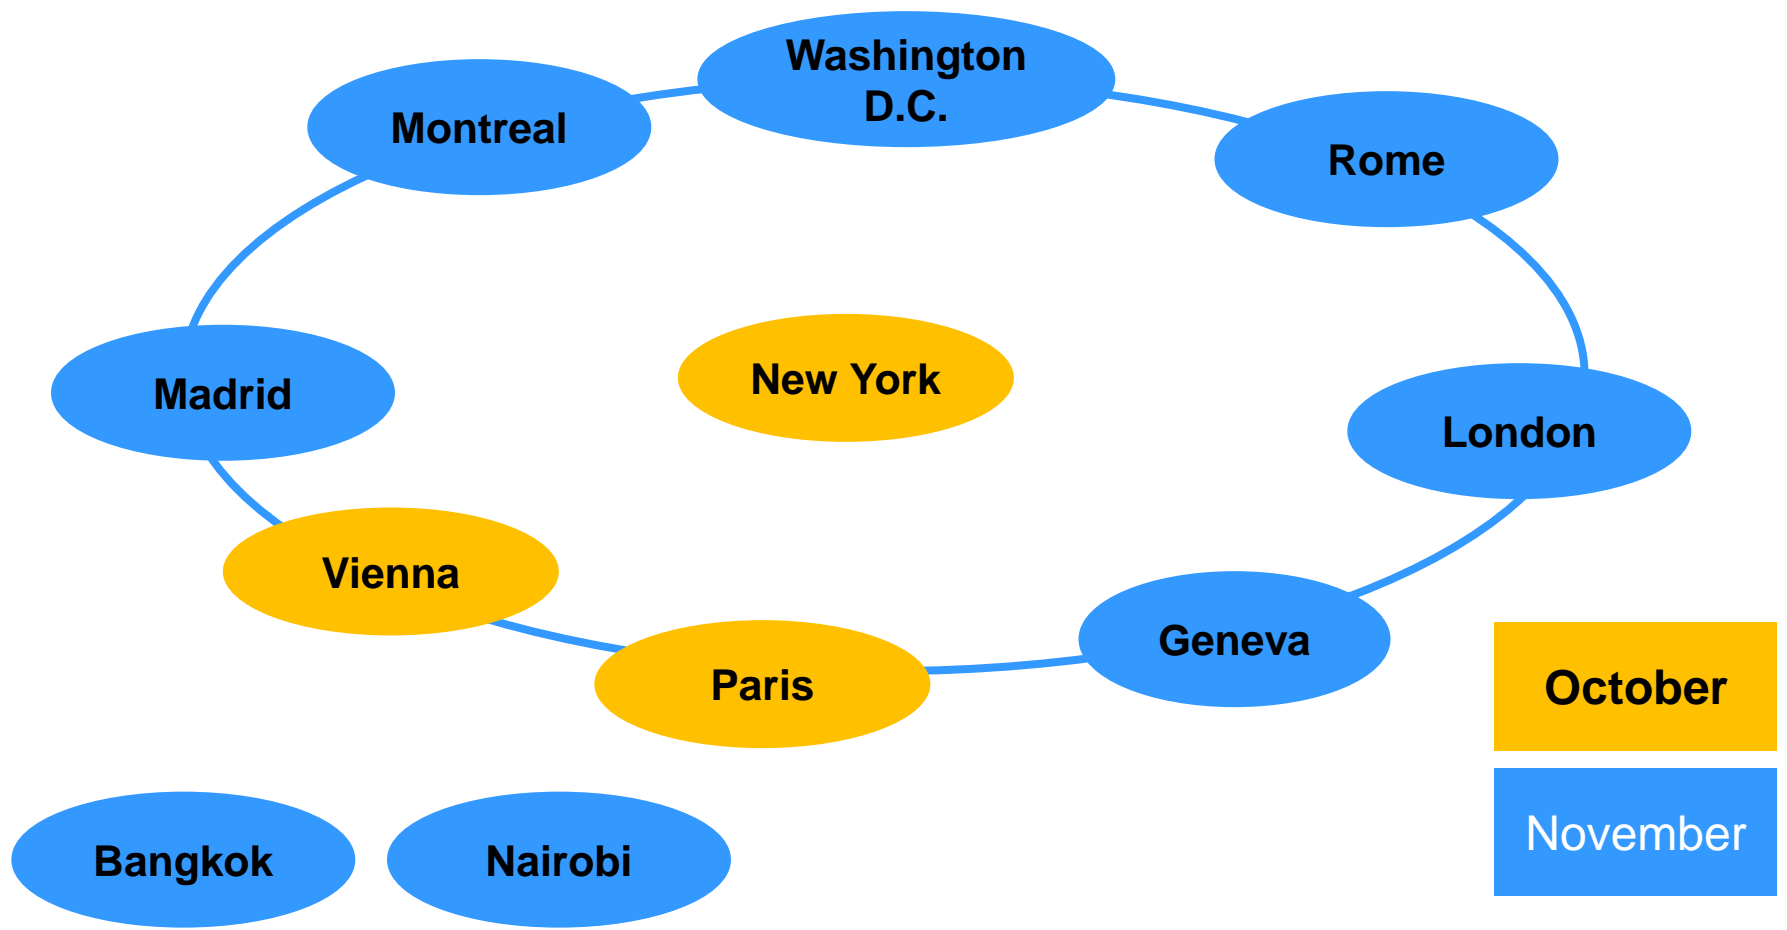 Washington
D.C.
Montreal
Rome
New York
Madrid
London
Vienna
Geneva
Paris
October
November
Bangkok
Nairobi